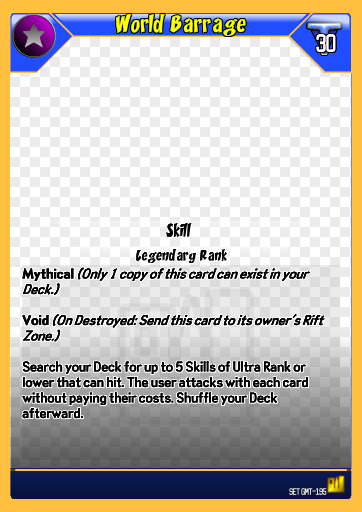 World Barrage
30
Skill
Legendary Rank
Mythical (Only 1 copy of this card can exist in your
Deck.)
Void (On Destroyed: Send this card to its owner's Rift
Zone.)
Search your Deck for up to 5 Skills of Ultra Rank or
lower that can hit. The user attacks with each card
without paying their costs. Shuffle your Deck
afterward.
SET GMT-195